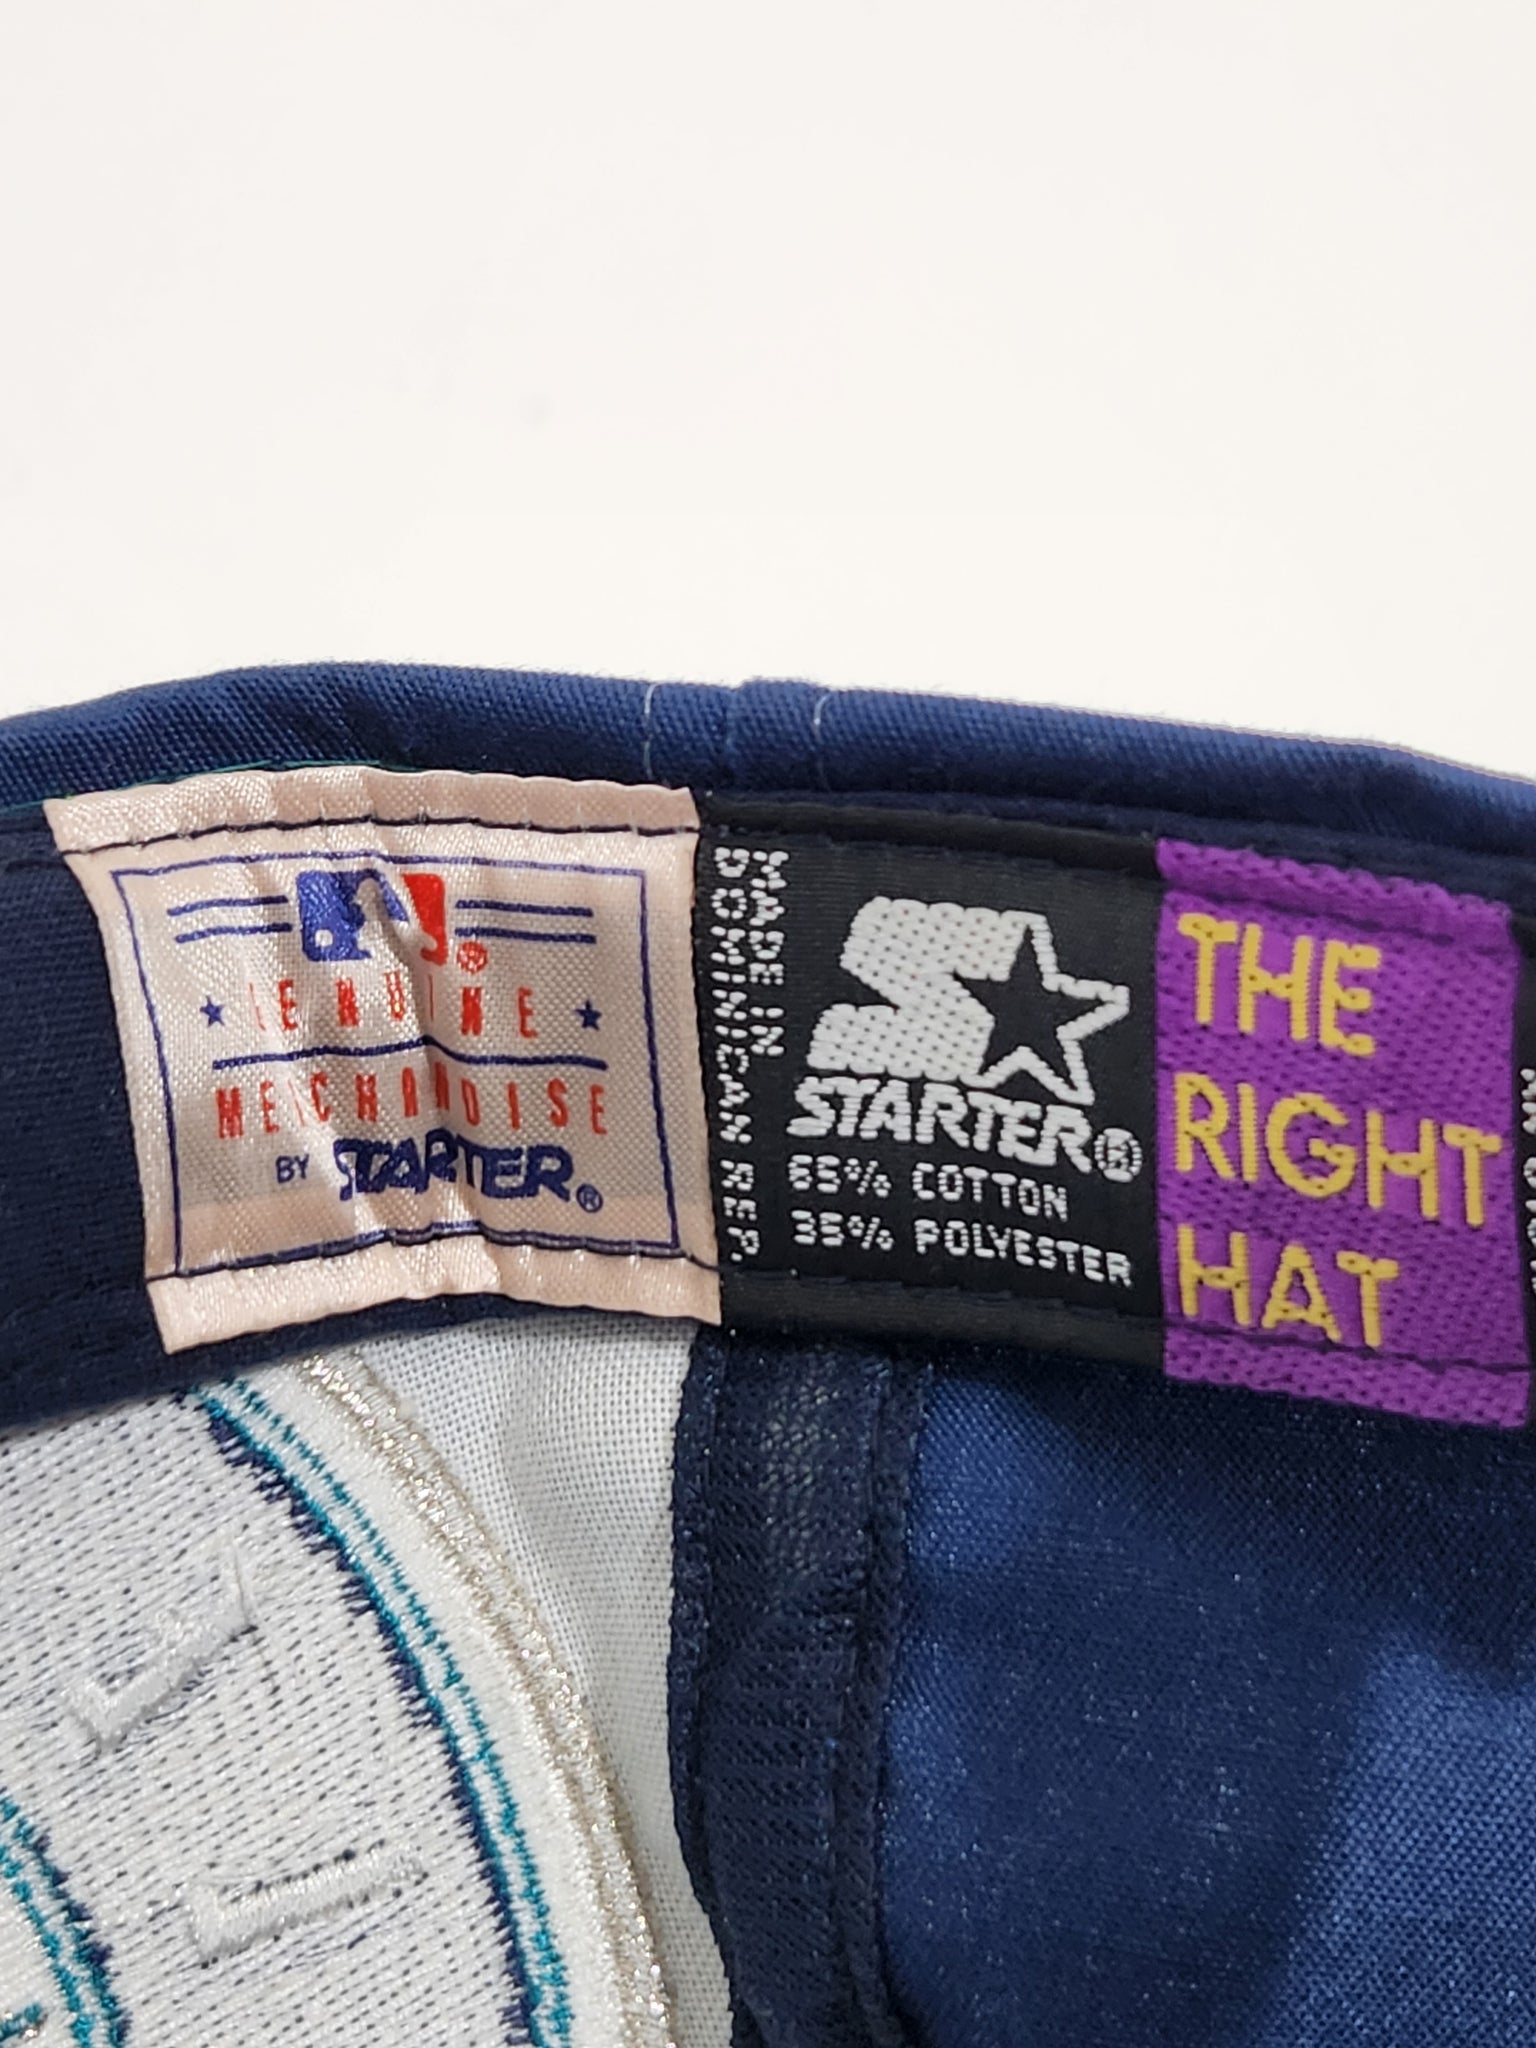 GENUINE
MERCHANDISE
BY STARTER®
MADE IN
DOMINICAN REP.
STARTER®
65% COTTON
35% POLYESTER
THE
RIGHT
HAT